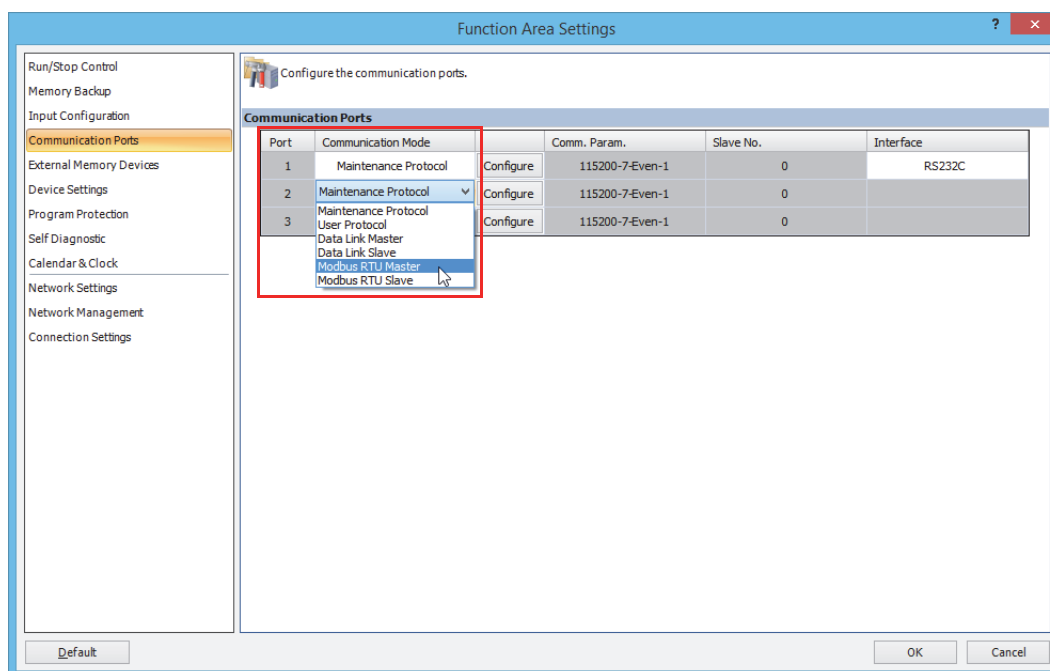 Function Area Settings ? ×
Run/Stop Control
Memory Backup
Input Configuration
Communication Ports
External Memory Devices
Device Settings
Program Protection
Self Diagnostic
Calendar & Clock
Network Settings
Network Management
Connection Settings
Configure the communication ports.
Communication Ports
Port Communication Mode Comm. Param. Slave No. Interface
1 Maintenance Protocol Configure 115200-7-Even-1 0 RS232C
2 Maintenance Protocol Configure 115200-7-Even-1 0
3 Configure 115200-7-Even-1 0
Maintenance Protocol
User Protocol
Data Link Master
Data Link Slave
Modbus RTU Master
Modbus RTU Slave
Default OK Cancel